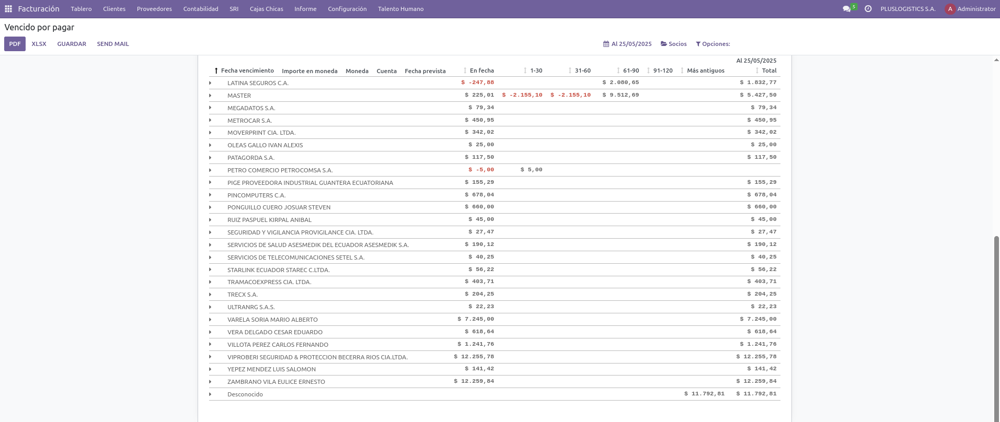 Facturación Tablero Clientes Proveedores Contabilidad SRI Cajas Chicas Informe Configuración Talento Humano 5 PLUSLOGISTICS S.A. A Administrator
Vencido por pagar
PDF XLSX GUARDAR SEND MAIL Al 25/05/2025 Socios Opciones:
Al 25/05/2025
Fecha vencimiento Importe en moneda Moneda Cuenta Fecha prevista En fecha 1-30 31-60 61-90 91-120 Más antiguos Total
LATINA SEGUROS C.A. $ -247,88 $ 2.080,65 $ 1.832,77
MASTER $ 225,01 $ -2.155,10 $ -2.155,10 $ 9.512,69 $ 5.427,50
MEGADATOS S.A. $ 79,34 $ 79,34
METROCAR S.A. $ 450,95 $ 450,95
MOVERPRINT CIA. LTDA. $ 342,02 $ 342,02
OLEAS GALLO IVAN ALEXIS $ 25,00 $ 25,00
PATAGORDA S.A. $ 117,50 $ 117,50
PETRO COMERCIO PETROCOMSA S.A. $ -5,00 $ 5,00
PIGE PROVEEDORA INDUSTRIAL GUANTERA ECUATORIANA $ 155,29 $ 155,29
PINCOMPUTERS C.A. $ 678,04 $ 678,04
PONGUILLO CUERO JOSUAR STEVEN $ 660,00 $ 660,00
RUIZ PASPUEL KIRPAL ANIBAL $ 45,00 $ 45,00
SEGURIDAD Y VIGILANCIA PROVIGILANCE CIA. LTDA. $ 27,47 $ 27,47
SERVICIOS DE SALUD ASESMEDIK DEL ECUADOR ASESMEDIK S.A. $ 190,12 $ 190,12
SERVICIOS DE TELECOMUNICACIONES SETEL S.A. $ 40,25 $ 40,25
STARLINK ECUADOR STAREC C.LTDA. $ 56,22 $ 56,22
TRAMACOEXPRESS CIA. LTDA. $ 403,71 $ 403,71
TRECX S.A. $ 204,25 $ 204,25
ULTRANRG S.A.S. $ 22,23 $ 22,23
VARELA SORIA MARIO ALBERTO $ 7.245,00 $ 7.245,00
VERA DELGADO CESAR EDUARDO $ 618,64 $ 618,64
VILLOTA PEREZ CARLOS FERNANDO $ 1.241,76 $ 1.241,76
VIPROBERI SEGURIDAD & PROTECCION BECERRA RIOS CIA.LTDA. $ 12.255,78 $ 12.255,78
YEPEZ MENDEZ LUIS SALOMON $ 141,42 $ 141,42
ZAMBRANO VILA EULICE ERNESTO $ 12.259,84 $ 12.259,84
Desconocido $ 11.792,81 $ 11.792,81